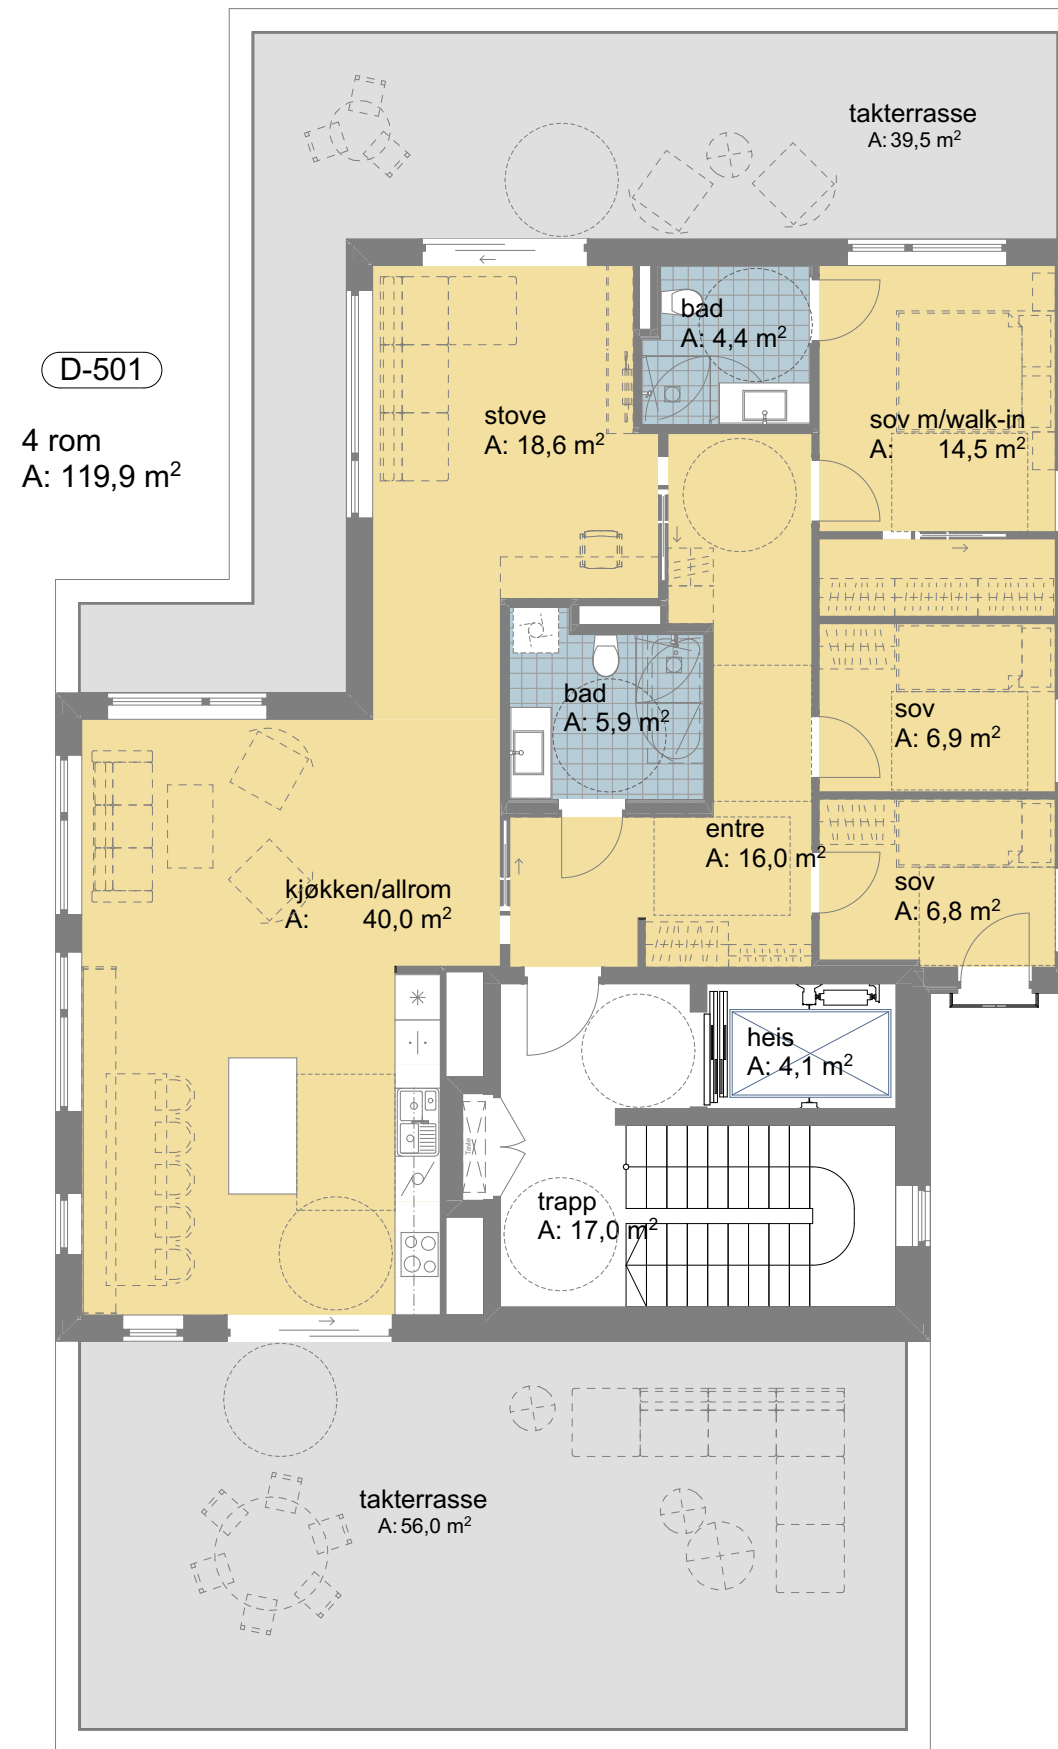 takterrasse
A: 39,5 m²
D-501
4 rom
A: 119,9 m²
bad
A: 4,4 m²
stove
A: 18,6 m²
sov m/walk-in
A: 14,5 m²
bad
A: 5,9 m²
sov
A: 6,9 m²
entre
A: 16,0 m²
kjøkken/allrom
A: 40,0 m²
sov
A: 6,8 m²
heis
A: 4,1 m²
Tavle
trapp
A: 17,0 m²
takterrasse
A: 56,0 m²